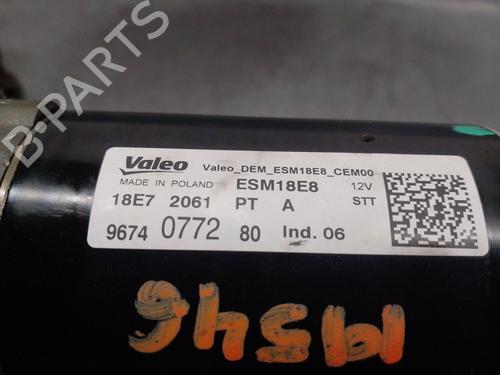 Valeo Valeo_DEM_ESM18E8_CEM00
MADE IN POLAND ESM18E8 12V
18E7 2061 PT A STT
9674 0772 80 Ind. 06
B-PARTS